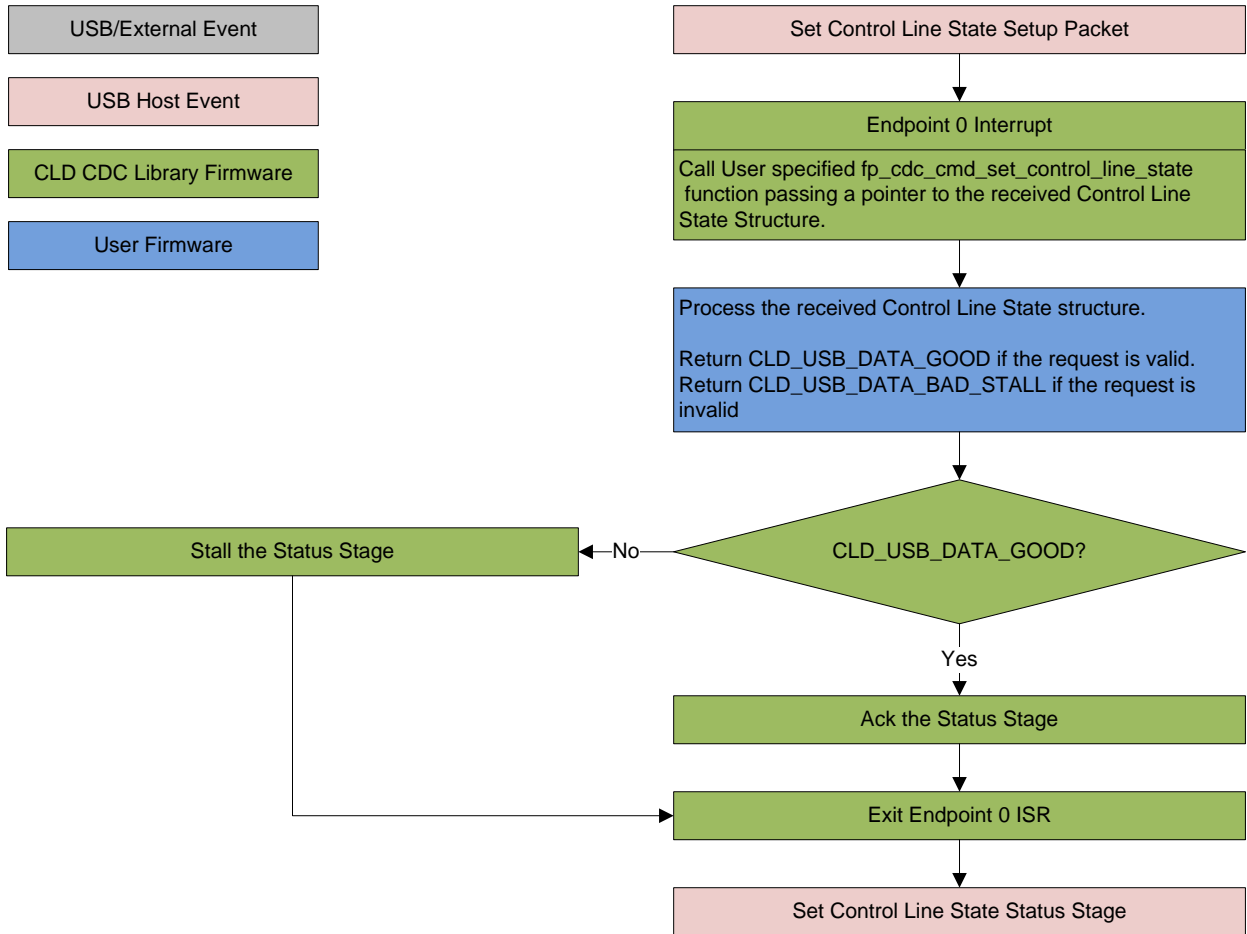 USB/External Event
USB Host Event
CLD CDC Library Firmware
User Firmware
Set Control Line State Setup Packet
Endpoint 0 Interrupt
Call User specified fp_cdc_cmd_set_control_line_state
function passing a pointer to the received Control Line
State Structure.
Process the received Control Line State structure.
Return CLD_USB_DATA_GOOD if the request is valid.
Return CLD_USB_DATA_BAD_STALL if the request is
invalid
CLD_USB_DATA_GOOD?
No
Stall the Status Stage
Yes
Ack the Status Stage
Exit Endpoint 0 ISR
Set Control Line State Status Stage